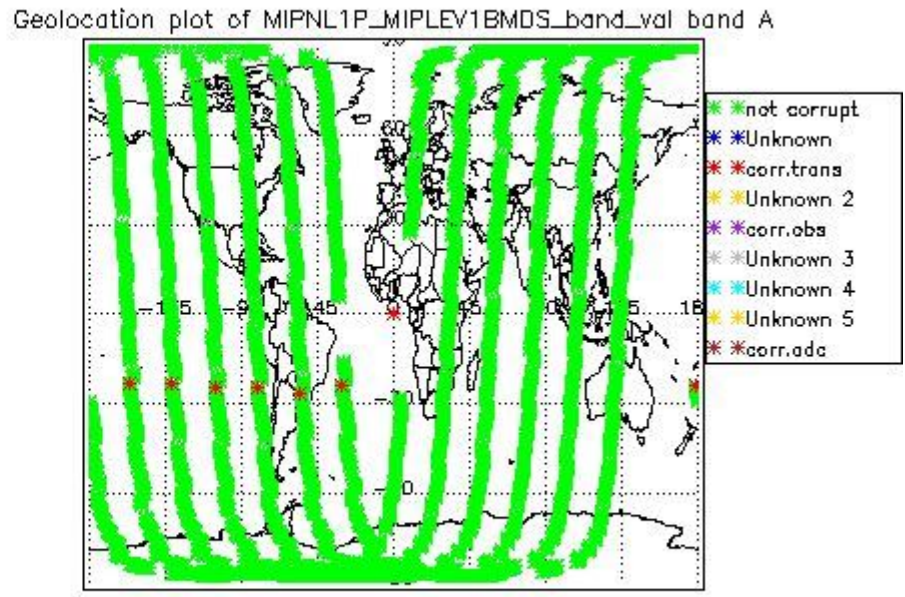 Geolocation plot of MIPNL1P_MIPLEV1BMDS_band_val band A
not corrupt
Unknown
corr.trans
Unknown 2
corr.obs
Unknown 3
Unknown 4
Unknown 5
corr.adc
60